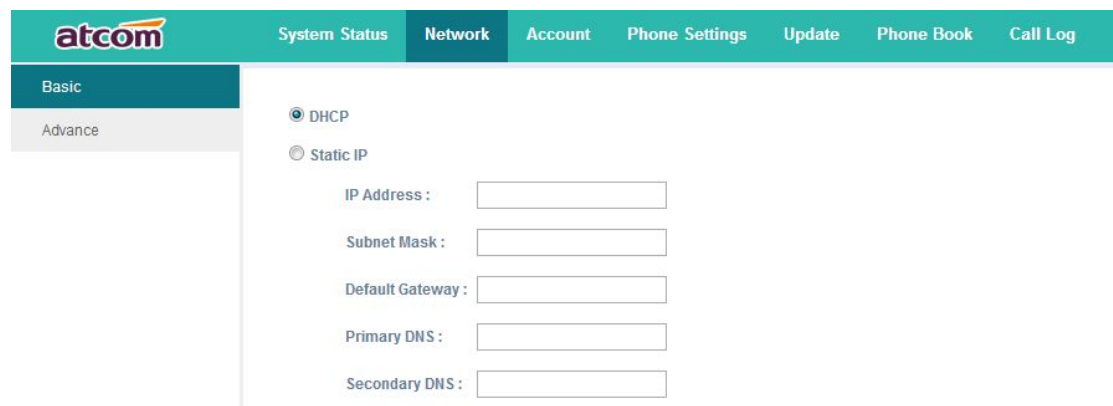 atcom System Status Network Account Phone Settings Update Phone Book Call Log
Basic
Advance
DHCP
Static IP
IP Address :
Subnet Mask :
Default Gateway :
Primary DNS :
Secondary DNS :